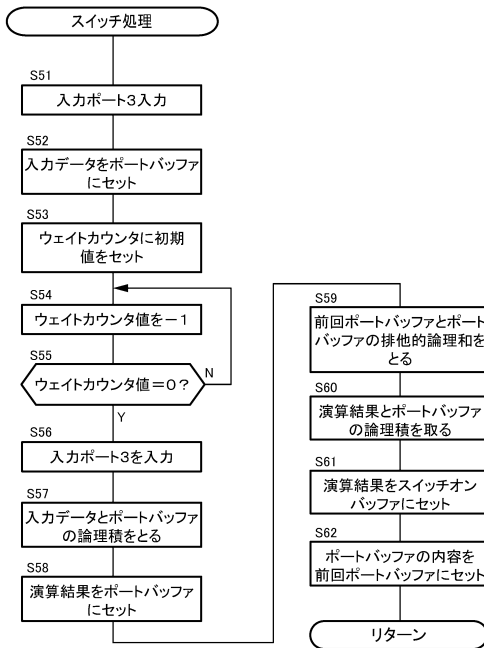 スイッチ処理
S51
入力ポート3入力
S52
入力データをポートバッファ
にセット
S53
ウェイトカウンタに初期
値をセット
S54
ウェイトカウンタ値を－1
S55
ウェイトカウンタ値＝0？
N
Y
S56
入力ポート3を入力
S57
入力データとポートバッファ
の論理積をとる
S58
演算結果をポートバッファ
にセット
S59
前回ポートバッファとポート
バッファの排他的論理和を
とる
S60
演算結果とポートバッファ
の論理積を取る
S61
演算結果をスイッチオン
バッファにセット
S62
ポートバッファの内容を
前回ポートバッファにセット
リターン